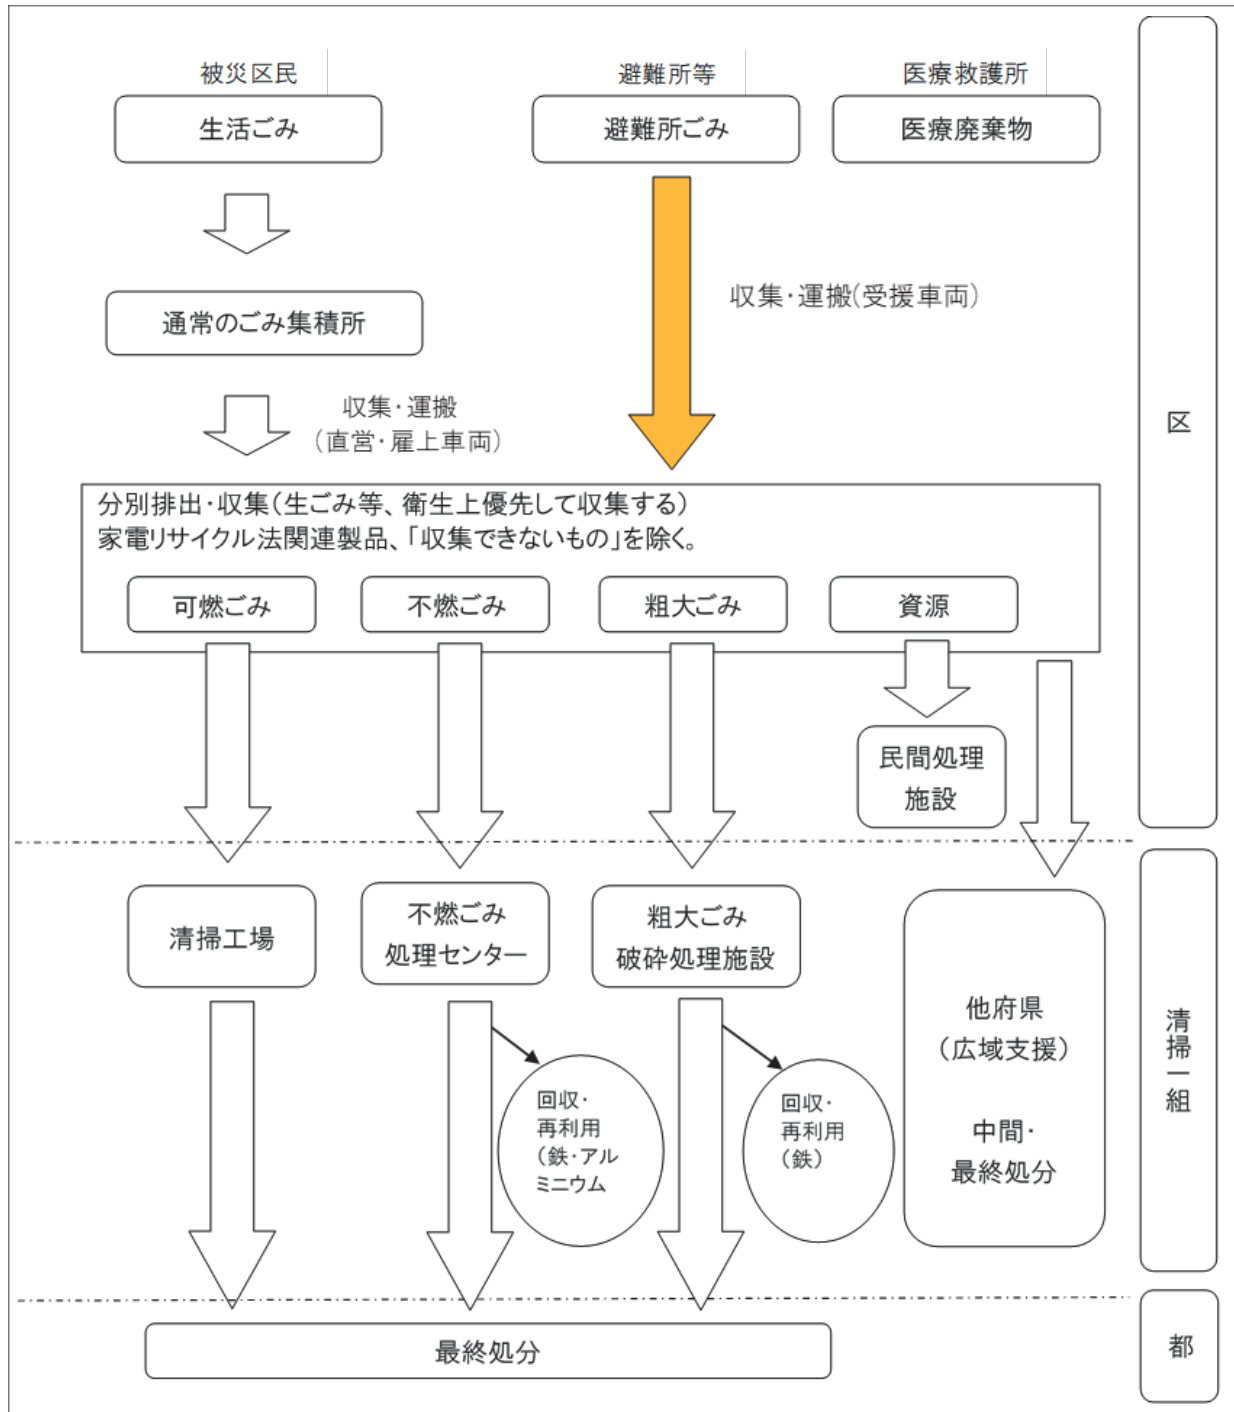 被災区民
避難所等
医療救護所
生活ごみ
避難所ごみ
医療廃棄物
収集・運搬(受援車両)
通常のごみ集積所
収集・運搬
(直営・雇上車両)
区
分別排出・収集(生ごみ等、衛生上優先して収集する)
家電リサイクル法関連製品、「収集できないもの」を除く。
可燃ごみ
不燃ごみ
粗大ごみ
資源
民間処理
施設
清掃工場
不燃ごみ
処理センター
粗大ごみ
破砕処理施設
他府県
(広域支援)
中間・
最終処分
回収・
再利用
(鉄・アル
ミニウム
回収・
再利用
(鉄)
清掃一組
最終処分
都